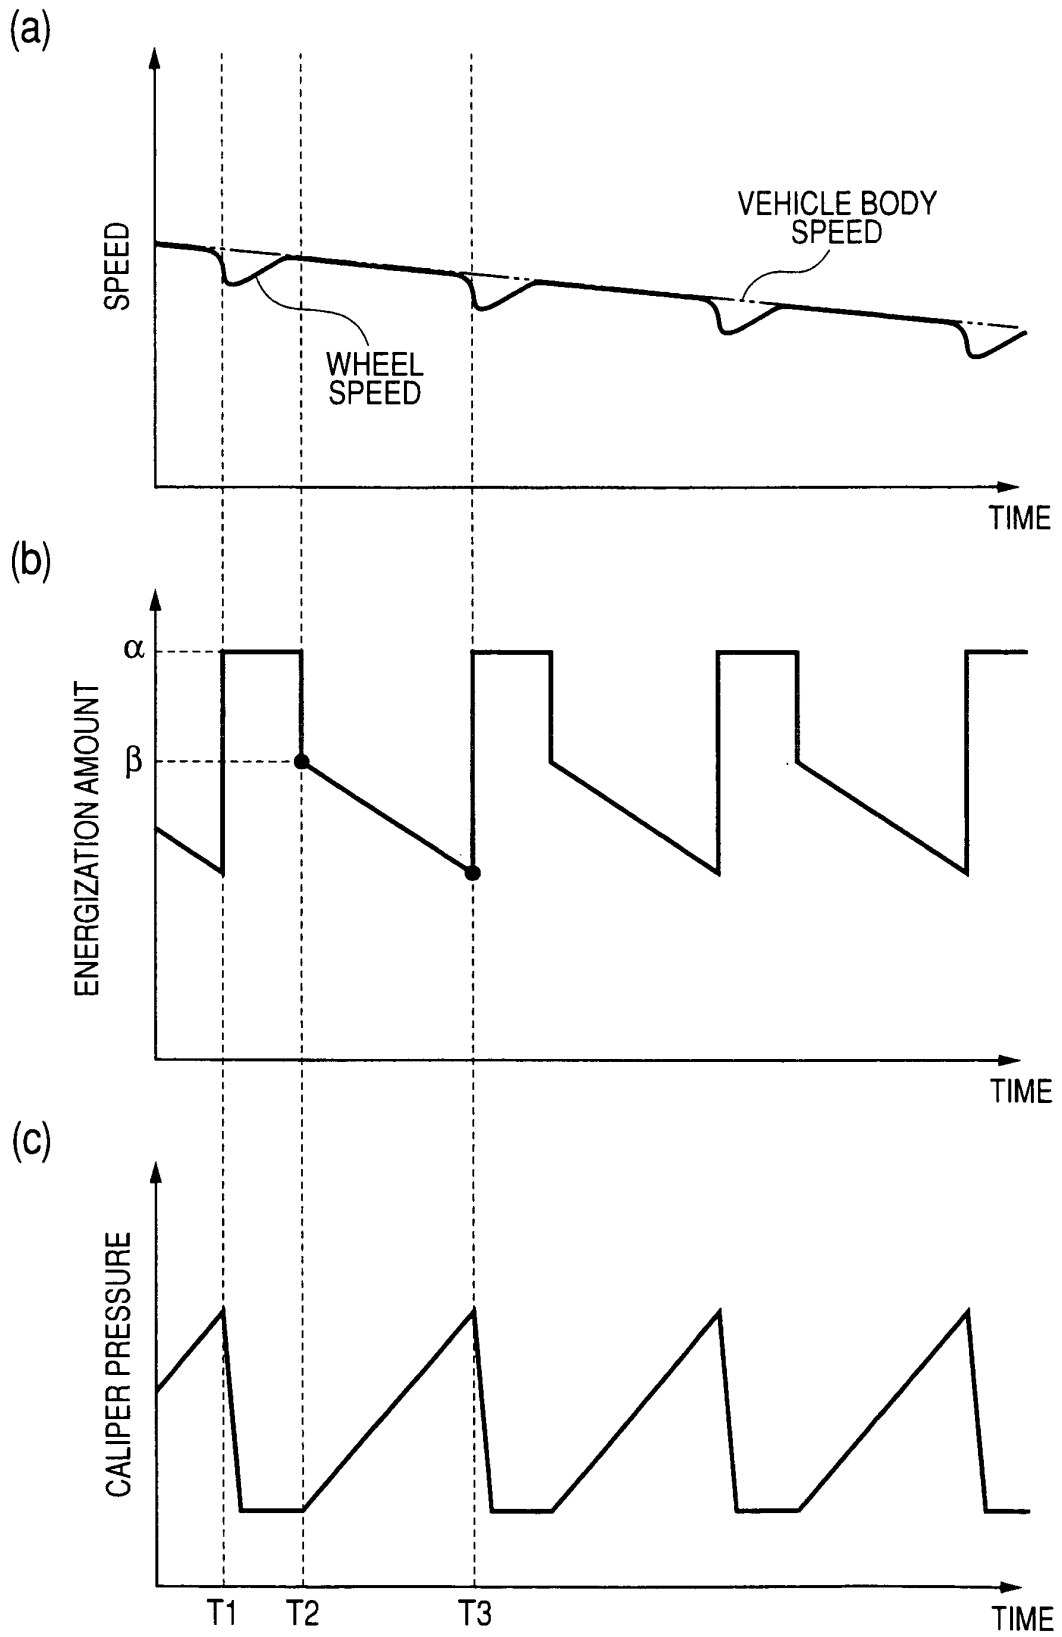 (a)
SPEED
VEHICLE BODY
SPEED
WHEEL
SPEED
TIME
(b)
α
β
ENERGIZATION AMOUNT
TIME
(c)
CALIPER PRESSURE
T1
T2
T3
TIME